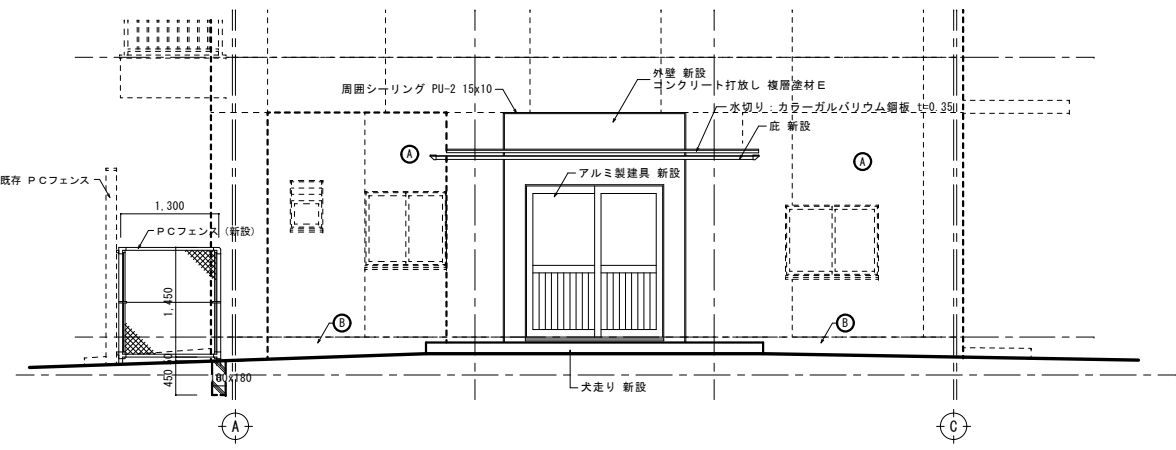 外壁 新設
コンクリート打放し 複層塗材E
周囲シーリング PU-2 15x10
水切り：カラーガルバリウム鋼板 t=0.35
庇 新設
A
A
アルミ製建具 新設
既存 PCフェンス
1,300
PCフェンス (新設)
1,450
B
B
450
80x180
犬走り 新設
A
C